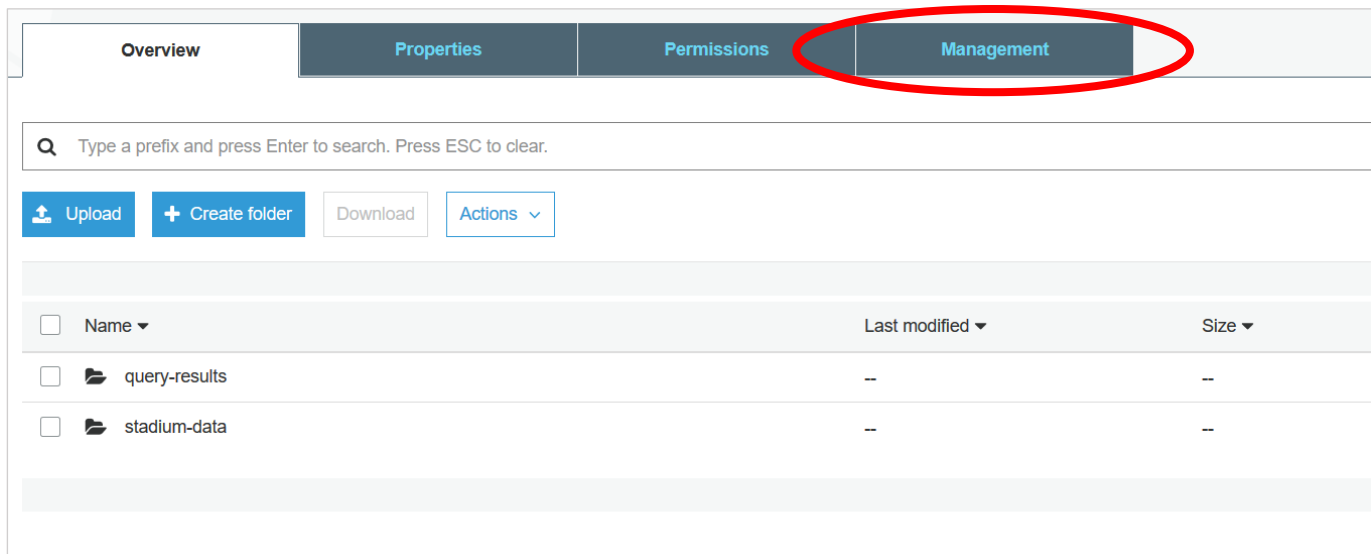 Overview Properties Permissions Management
Type a prefix and press Enter to search. Press ESC to clear.
Upload Create folder Download Actions
Name Last modified Size
query-results -- --
stadium-data -- --